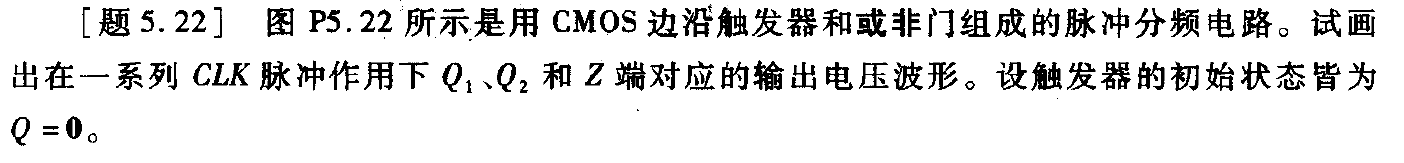 [题5.22] 图 P5.22 所示是用 CMOS 边沿触发器和或非门组成的脉冲分频电路。试画
出在一系列 CLK 脉冲作用下 Q₁、Q₂ 和 Z 端对应的输出电压波形。设触发器的初始状态皆为
Q = 0。